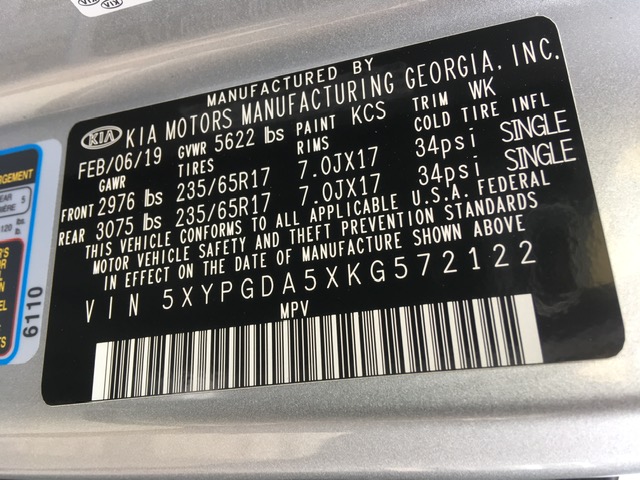 MANUFACTURED BY
KIA KIA MOTORS MANUFACTURING GEORGIA, INC.
FEB/06/19 GVWR 5622 lbs PAINT KCS TRIM WK
GAWR TIRES RIMS COLD TIRE INFL
FRONT 2976 lbs 235/65R17 7.0JX17 34psi SINGLE
REAR 3075 lbs 235/65R17 7.0JX17 34psi SINGLE
THIS VEHICLE CONFORMS TO ALL APPLICABLE U.S.A. FEDERAL
MOTOR VEHICLE SAFETY AND THEFT PREVENTION STANDARDS
IN EFFECT ON THE DATE OF MANUFACTURE SHOWN ABOVE
VIN 5XYPGDA5XKG572122
MPV
6110